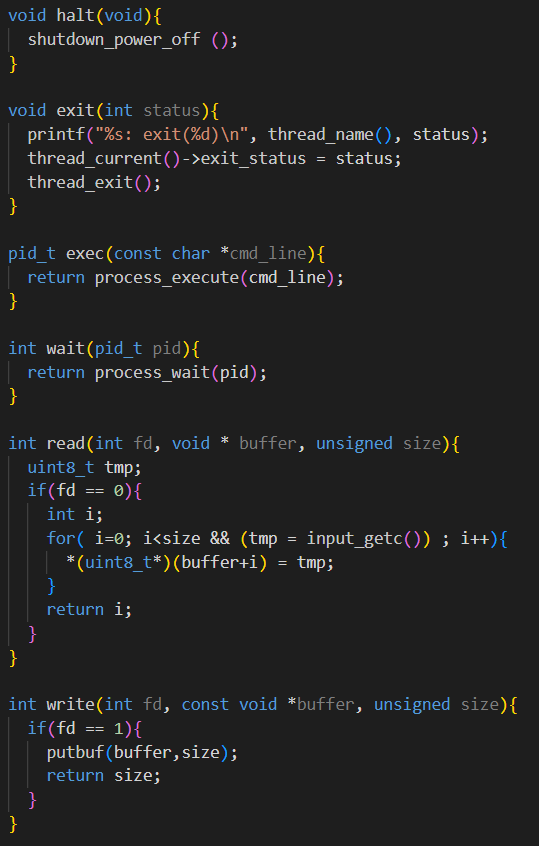 void halt(void){
  shutdown_power_off ();
}

void exit(int status){
  printf("%s: exit(%d)\n", thread_name(), status);
  thread_current()->exit_status = status;
  thread_exit();
}

pid_t exec(const char *cmd_line){
  return process_execute(cmd_line);
}

int wait(pid_t pid){
  return process_wait(pid);
}

int read(int fd, void * buffer, unsigned size){
  uint8_t tmp;
  if(fd == 0){
    int i;
    for( i=0; i<size && (tmp = input_getc()) ; i++){
      *(uint8_t*)(buffer+i) = tmp;
    }
    return i;
  }
}

int write(int fd, const void *buffer, unsigned size){
  if(fd == 1){
    putbuf(buffer,size);
    return size;
  }
}